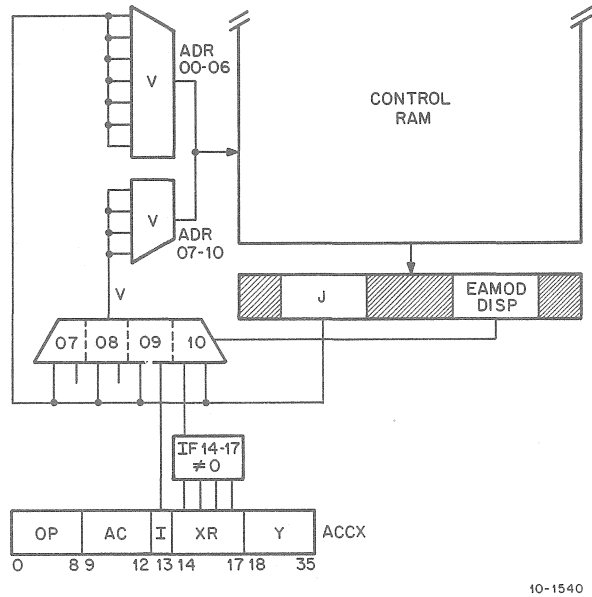 ADR
00-06
V
CONTROL
RAM
V
ADR
07-10
V
J
EAMOD
DISP
07 08 09 10
IF 14-17
≠0
OP AC I XR Y ACCX
0 8 9 12 13 14 17 18 35
10-1540